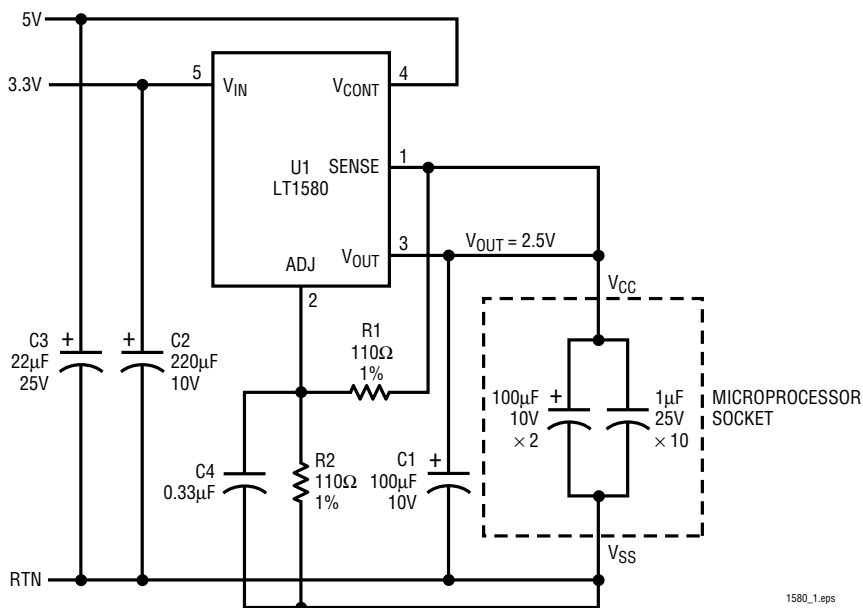 5V
3.3V
5
V_IN
V_CONT
4
U1
LT1580
SENSE
1
V_OUT
3
V_OUT = 2.5V
ADJ
2
V_CC
C3
22µF
25V
+
+
C2
220µF
10V
R1
110Ω
1%
100µF
10V
× 2
+
1µF
25V
× 10
MICROPROCESSOR
SOCKET
C4
0.33µF
R2
110Ω
1%
C1
100µF
10V
+
V_SS
RTN
1580_1.eps